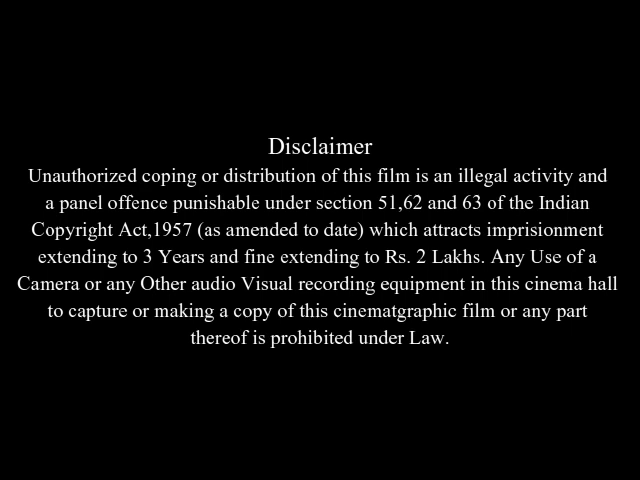 Disclaimer
Unauthorized coping or distribution of this film is an illegal activity and
a panel offence punishable under section 51,62 and 63 of the Indian
Copyright Act,1957 (as amended to date) which attracts imprisionment
extending to 3 Years and fine extending to Rs. 2 Lakhs. Any Use of a
Camera or any Other audio Visual recording equipment in this cinema hall
to capture or making a copy of this cinematgraphic film or any part
thereof is prohibited under Law.